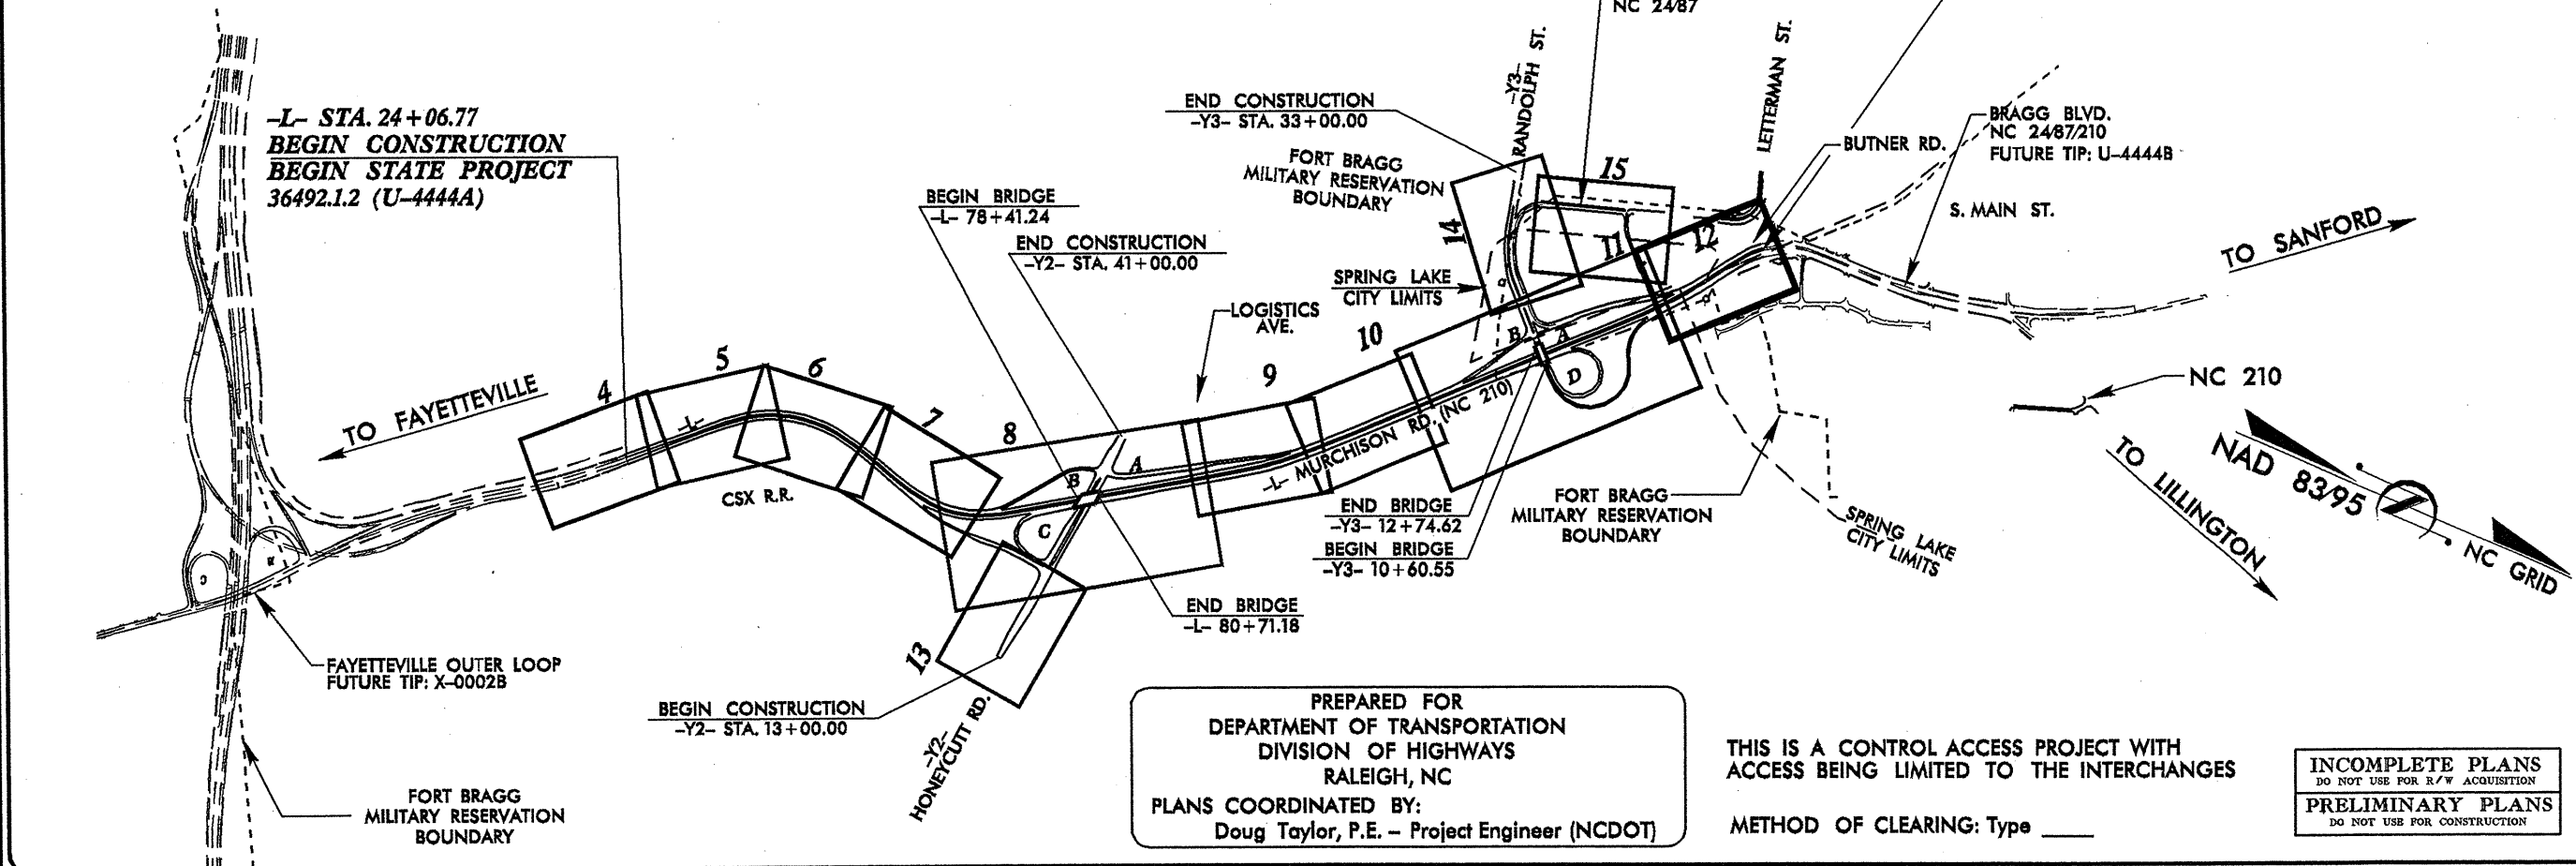 NC 24/87
-L- STA. 24+06.77
BEGIN CONSTRUCTION
BEGIN STATE PROJECT
36492.1.2 (U-4444A)
END CONSTRUCTION
-Y3- STA. 33+00.00
-Y3-
RANDOLPH ST.
LETTERMAN ST.
BRAGG BLVD.
NC 24/87/210
FUTURE TIP: U-4444B
BUTNER RD.
FORT BRAGG
MILITARY RESERVATION
BOUNDARY
15
14
11
12
S. MAIN ST.
TO SANFORD
BEGIN BRIDGE
-L- 78+41.24
END CONSTRUCTION
-Y2- STA. 41+00.00
SPRING LAKE
CITY LIMITS
LOGISTICS
AVE.
10
B
A
D
TO FAYETTEVILLE
4
5
6
7
8
9
-L-
CSX R.R.
A
B
C
-L- MURCHISON RD. (NC 210)
NC 210
NAD 83/95
NC GRID
TO LILLINGTON
END BRIDGE
-Y3- 12+74.62
BEGIN BRIDGE
-Y3- 10+60.55
FORT BRAGG
MILITARY RESERVATION
BOUNDARY
SPRING LAKE
CITY LIMITS
END BRIDGE
-L- 80+71.18
FAYETTEVILLE OUTER LOOP
FUTURE TIP: X-0002B
13
BEGIN CONSTRUCTION
-Y2- STA. 13+00.00
-Y2-
HONEYCUTT RD.
FORT BRAGG
MILITARY RESERVATION
BOUNDARY
PREPARED FOR
DEPARTMENT OF TRANSPORTATION
DIVISION OF HIGHWAYS
RALEIGH, NC
PLANS COORDINATED BY:
Doug Taylor, P.E. - Project Engineer (NCDOT)
THIS IS A CONTROL ACCESS PROJECT WITH
ACCESS BEING LIMITED TO THE INTERCHANGES
METHOD OF CLEARING: Type ____
INCOMPLETE PLANS
DO NOT USE FOR R/W ACQUISITION
PRELIMINARY PLANS
DO NOT USE FOR CONSTRUCTION